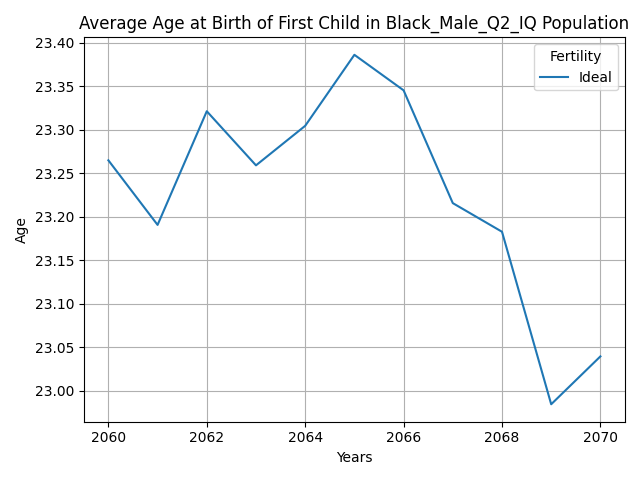 Average Age at Birth of First Child in Black_Male_Q2_IQ Population
Fertility
Ideal
Age
23.40
23.35
23.30
23.25
23.20
23.15
23.10
23.05
23.00
2060 2062 2064 2066 2068 2070
Years